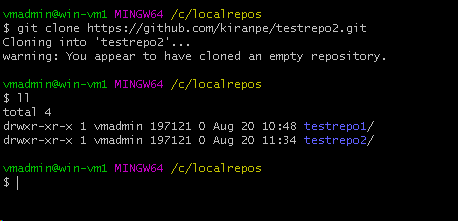 vmadmin@win-vm1 MINGW64 /c/localrepos
$ git clone https://github.com/kiranpe/testrepo2.git
Cloning into 'testrepo2'...
warning: You appear to have cloned an empty repository.
vmadmin@win-vm1 MINGW64 /c/localrepos
$ ll
total 4
drwxr-xr-x 1 vmadmin 197121 0 Aug 20 10:48 testrepo1/
drwxr-xr-x 1 vmadmin 197121 0 Aug 20 11:34 testrepo2/
vmadmin@win-vm1 MINGW64 /c/localrepos
$